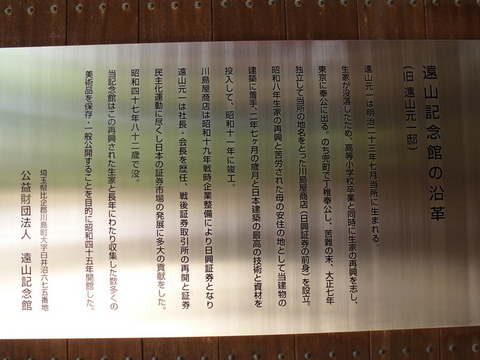 遠山記念館の沿革
(旧 遠山元一邸)
遠山元一は明治二十三年七月当所に生まれる。
生家が没落したため、高等小学校卒業と同時に生家の再興を志し、
東京に奉公に出る。のち兜町で丁稚奉公し、苦難の末、大正七年
独立して当所の地名をとった川島屋商店(日興証券の前身)を設立。
昭和八年生家の再興と苦労された母の安住の地として当建物の
建築に着手、二年七ヶ月の歳月と日本建築の最高の技術と資材を
投入して、昭和十一年に竣工。
川島屋商店は昭和十九年戦時企業整備により日興証券となり
遠山元一は社長・会長を歴任、戦後証券取引所の再開と証券
民主化運動に尽くし日本の証券市場の発展に多大の貢献をした。
昭和四十七年八十二歳で没。
当記念館はこの再興された生家と長年にわたり収集した数多くの
美術品を保存・一般公開することを目的に昭和四十五年開館した。
埼玉県比企郡川島町大字白井沼六七五番地
公益財団法人 遠山記念館